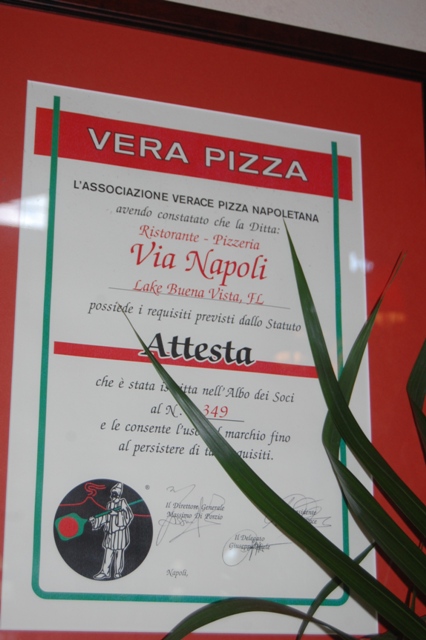 VERA PIZZA
L'ASSOCIAZIONE VERACE PIZZA NAPOLETANA
avendo constatato che la Ditta:
Ristorante - Pizzeria
Via Napoli
Lake Buena Vista, FL
possiede i requisiti previsti dallo Statuto
Attesta
che è stata nell'Albo dei Soci
al N. 349
e le consente l'uso marchio fino
al persistere di requisiti.
®
Il Direttore Generale
Massimo Di Porzio
Il Delegato
Napoli,